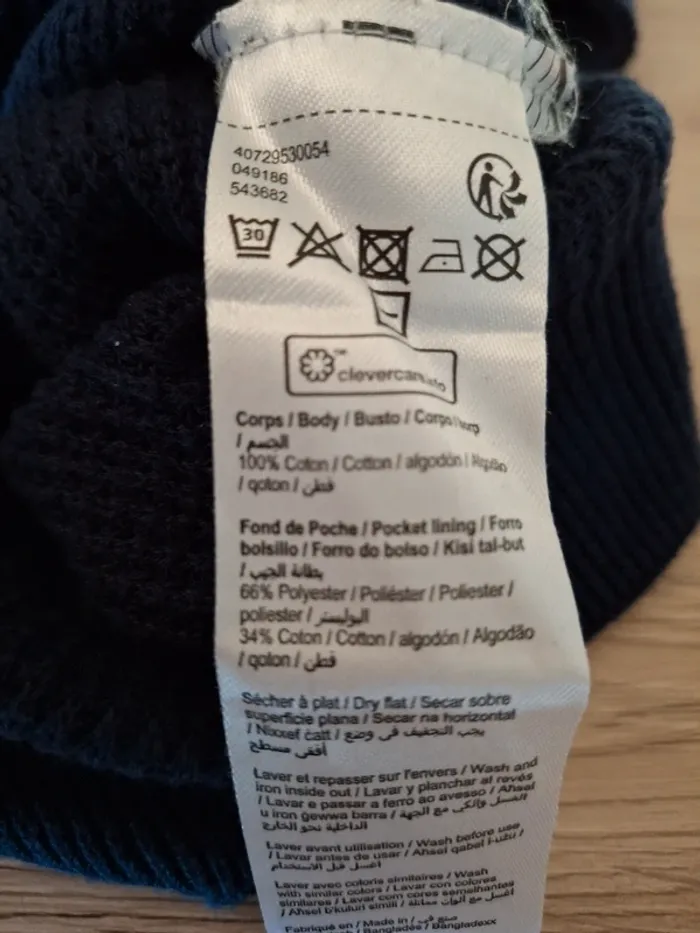 40729530054
049186
543682
30
clevercare
Corps / Body / Busto / Corpo
/ الجسم
100% Coton / Cotton / algodón / Algodão
/ qoton / قطن
Fond de Poche / Pocket lining / Forro
bolsillo / Forro do bolso / Kisi tal-but
/ بطانة الجيب
66% Polyester / Poliéster / Poliester /
poliester / البوليستر
34% Coton / Cotton / algodón / Algodão
/ qoton / قطن
Sécher à plat / Dry flat / Secar sobre
superficie plana / Secar na horizontal
/ Nixxef ċatt / يجب التجفيف في وضع
أفقي مسطح
Laver et repasser sur l'envers / Wash and
iron inside out / Lavar y planchar al revés
/ Lavar e passar a ferro ao avesso / Aħsel
u iron ġewwa barra / الغسل والكي مع الجهة
الداخلية نحو الخارج
Laver avant utilisation / Wash before use
/ Lavar antes de usar / Aħsel qabel l-użu /
اغسل قبل الاستخدام
Laver avec coloris similaires / Wash
with similar colors / Lavar con colores
similares / Lavar com cores semelhantes
/ Aħsel b'kuluri simili / اغسل مع ألوان مماثلة
Fabriqué en / Made in / صنع في
/ Bangladés / Bangladexx